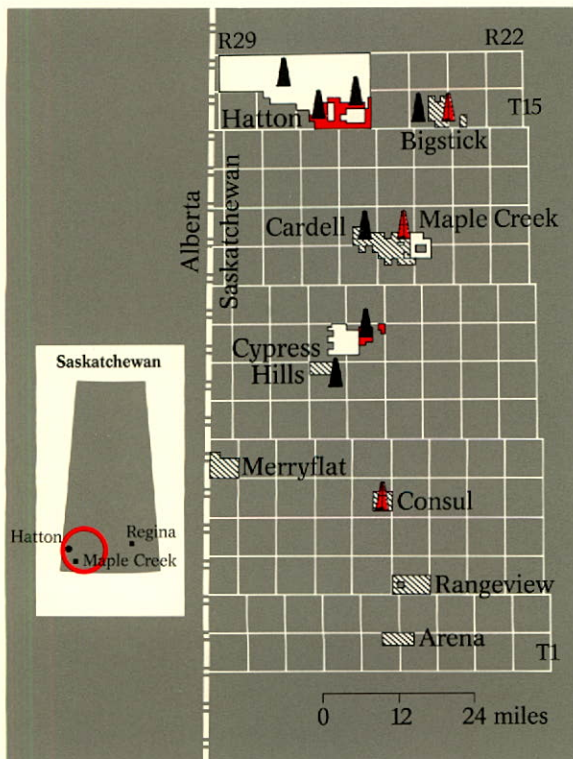 R29
R22
T15
Hatton
Bigstick
Alberta
Saskatchewan
Cardell
Maple Creek
Cypress
Hills
Saskatchewan
Hatton
Regina
Maple Creek
Merryflat
Consul
Rangeview
Arena
T1
0 12 24 miles